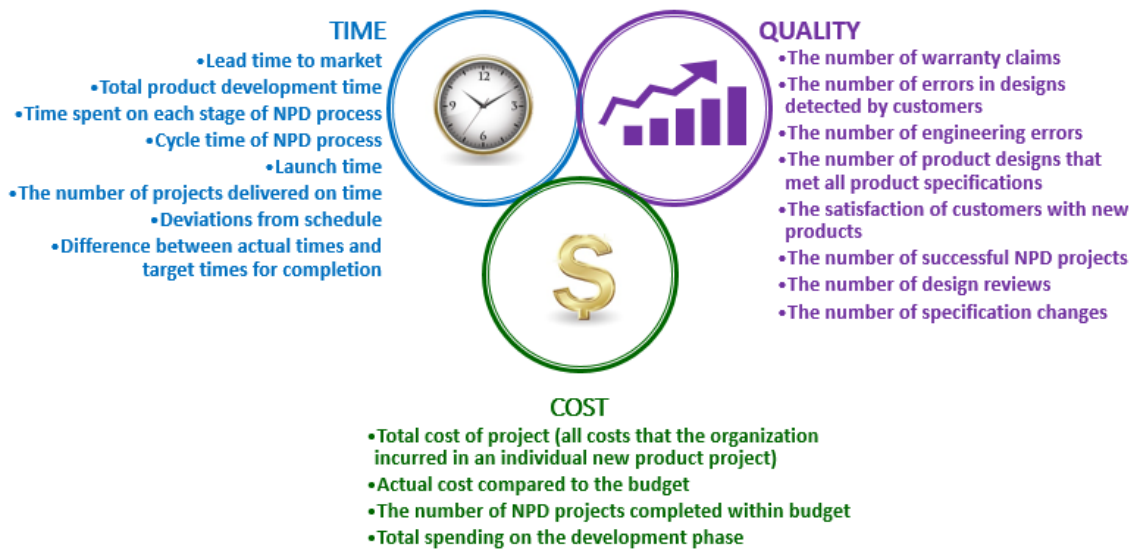 TIME
•Lead time to market
•Total product development time
•Time spent on each stage of NPD process
•Cycle time of NPD process
•Launch time
•The number of projects delivered on time
•Deviations from schedule
•Difference between actual times and
target times for completion
12
3
6
9
QUALITY
•The number of warranty claims
•The number of errors in designs
detected by customers
•The number of engineering errors
•The number of product designs that
met all product specifications
•The satisfaction of customers with new
products
•The number of successful NPD projects
•The number of design reviews
•The number of specification changes
$
COST
•Total cost of project (all costs that the organization
incurred in an individual new product project)
•Actual cost compared to the budget
•The number of NPD projects completed within budget
•Total spending on the development phase